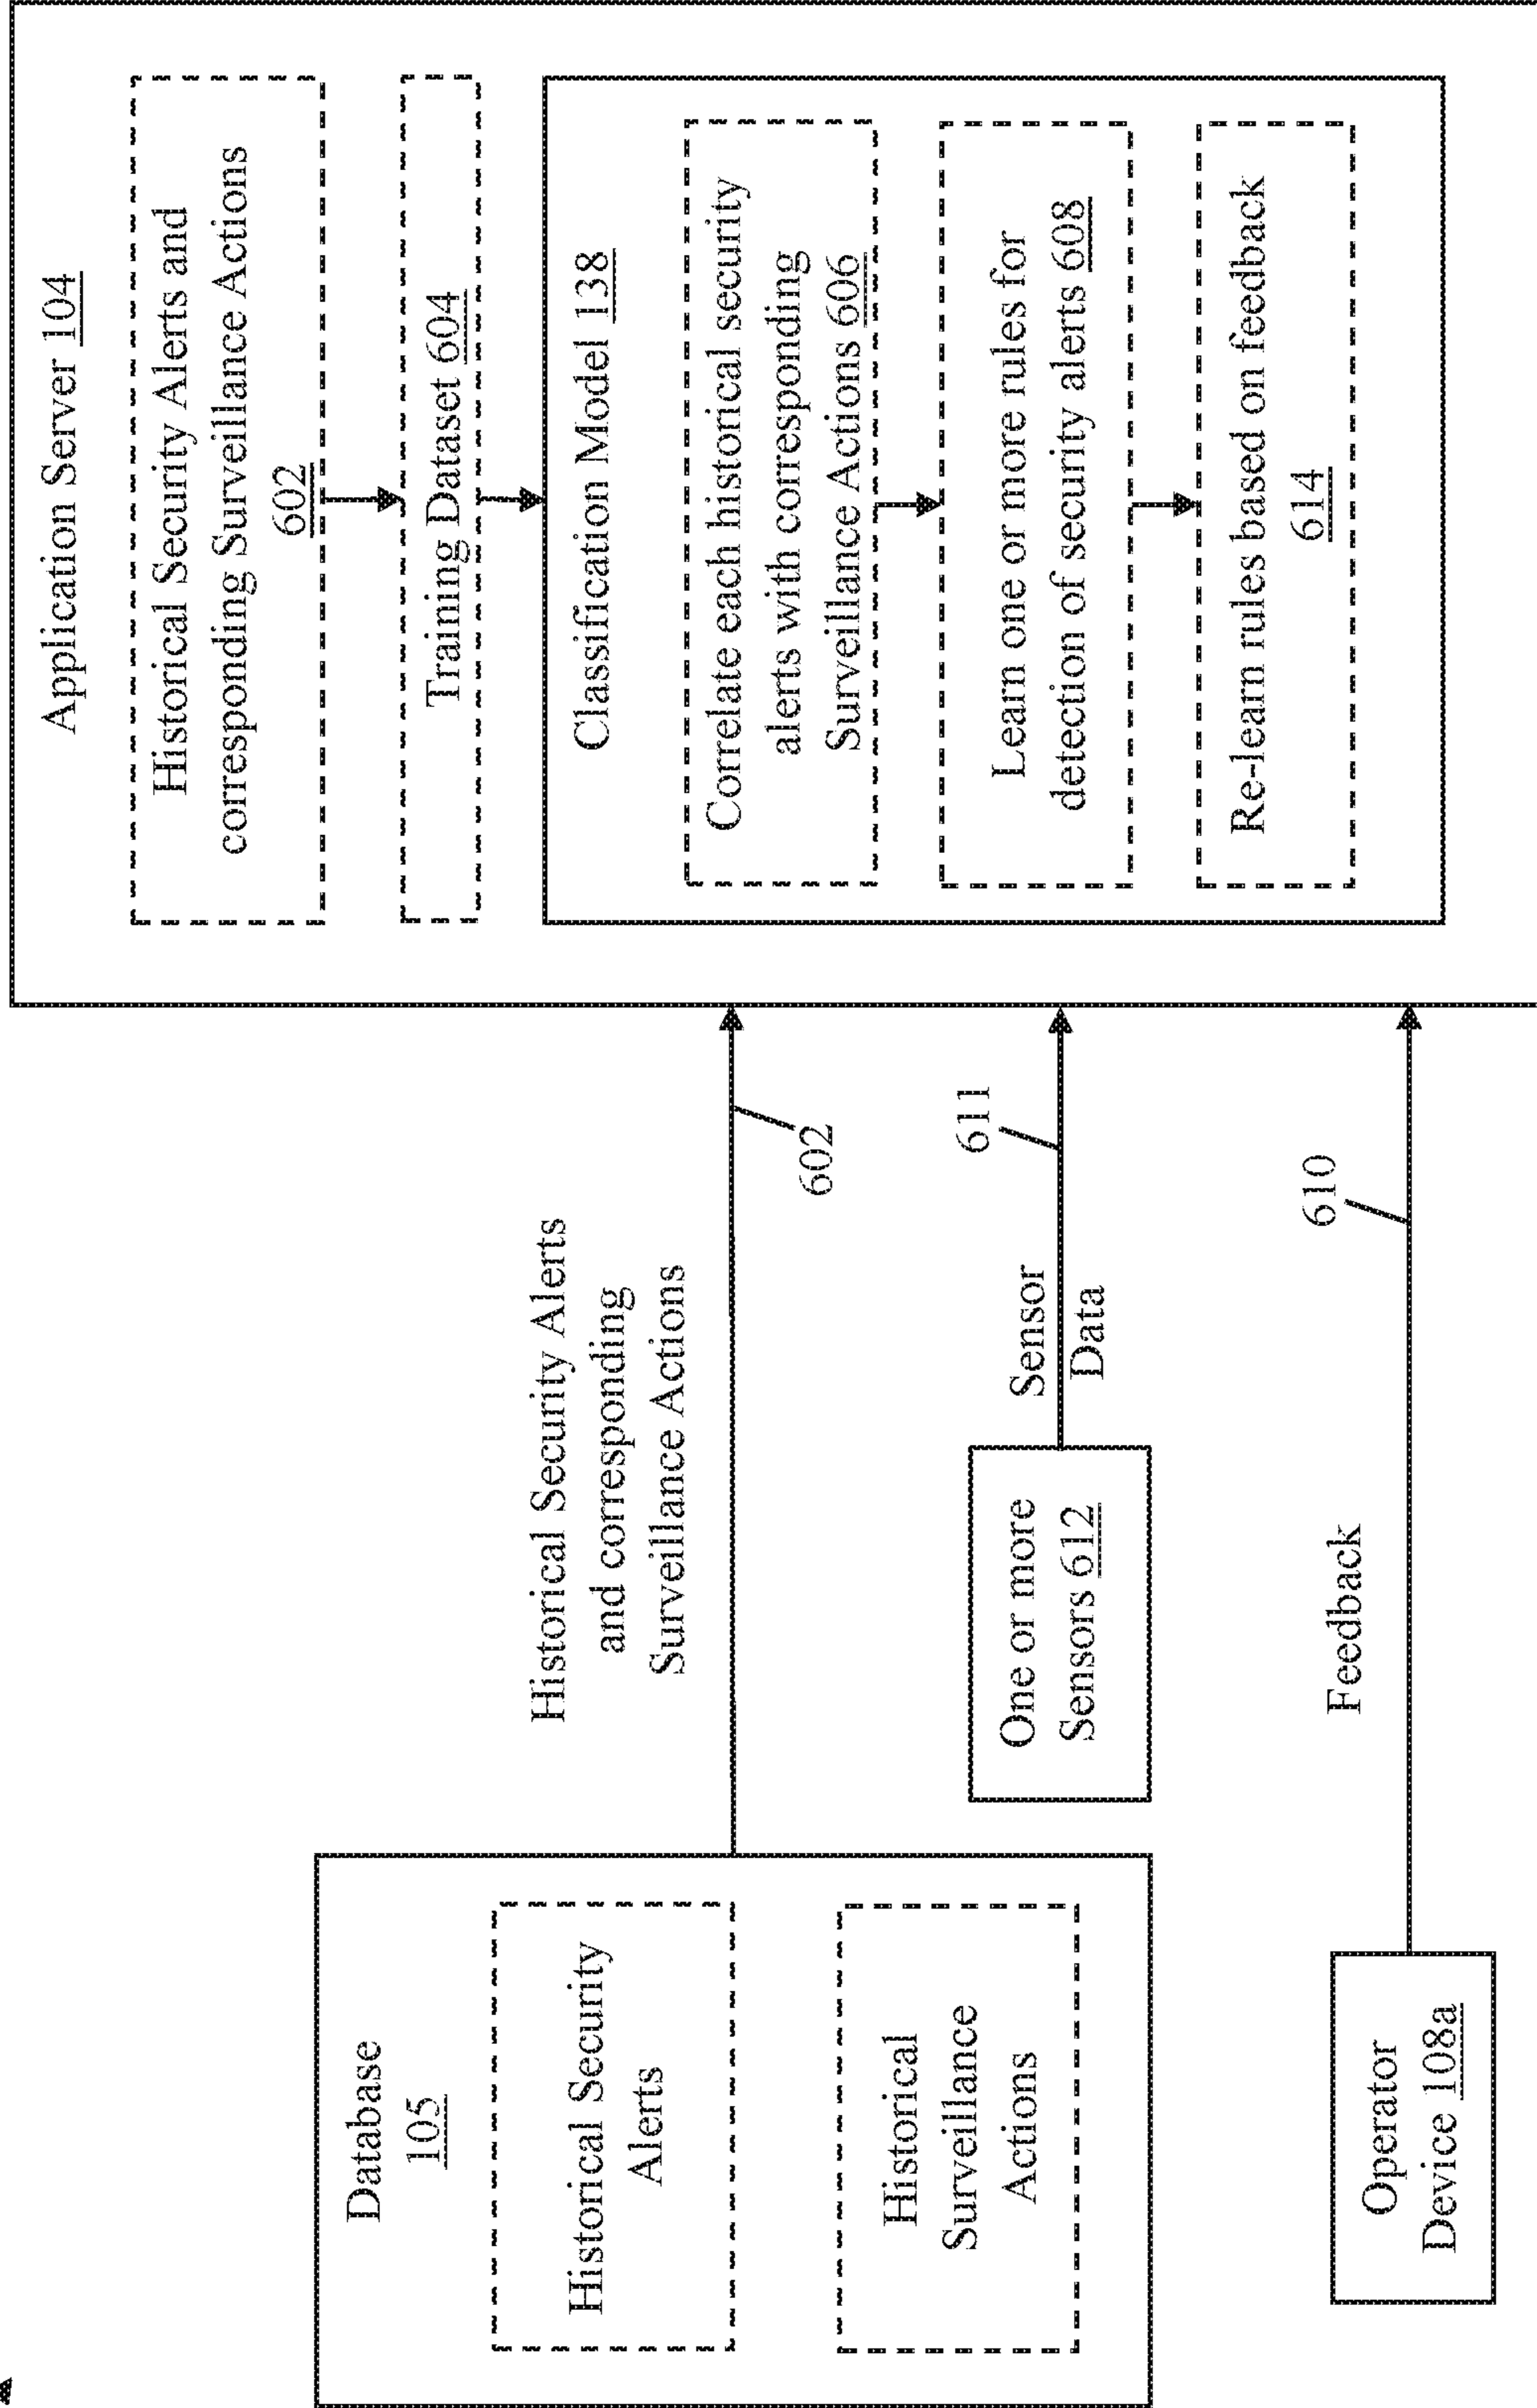 Database
105
Historical Security
Alerts
Historical
Surveillance
Actions
Operator
Device 108a
Historical Security Alerts
and corresponding
Surveillance Actions
602
One or more
Sensors 612
Sensor
Data
611
Feedback
610
Application Server 104
Historical Security Alerts and
corresponding Surveillance Actions
602
Training Dataset 604
Classification Model 138
Correlate each historical security
alerts with corresponding
Surveillance Actions 606
Learn one or more rules for
detection of security alerts 608
Re-learn rules based on feedback
614